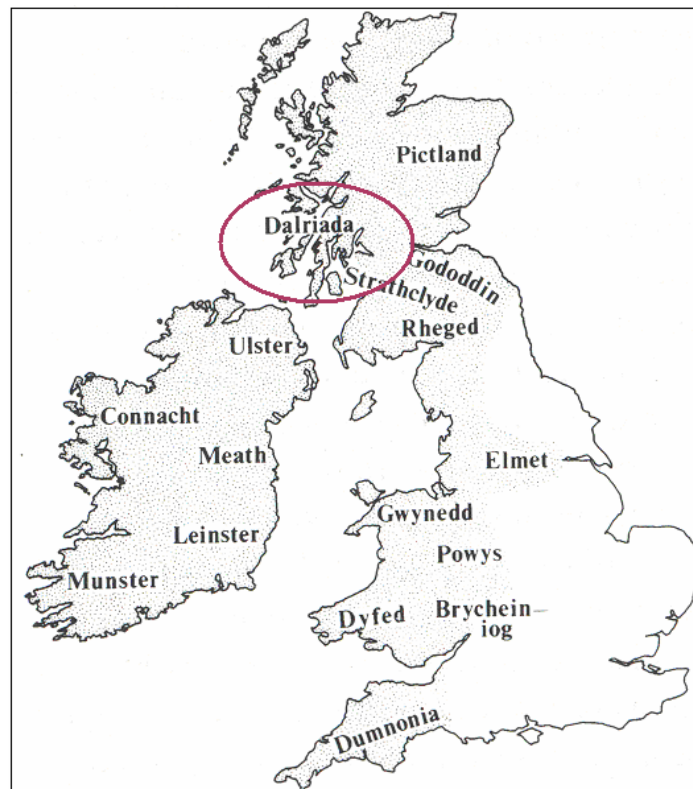 Pictland
Dalriada
Gododdin
Strathclyde
Rheged
Ulster
Connacht
Meath
Elmet
Gwynedd
Leinster
Powys
Munster
Dyfed
Brychein-
iog
Dumnonia